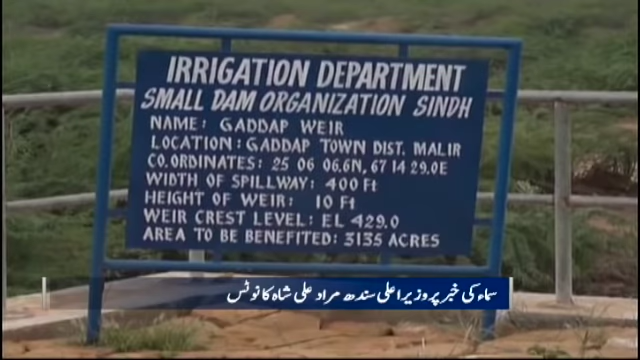 IRRIGATION DEPARTMENT
SMALL DAM ORGANIZATION SINDH
NAME: GADDAP WEIR
LOCATION: GADDAP TOWN DIST. MALIR
CO.ORDINATES: 25 06 06.6N, 67 14 29.0E
WIDTH OF SPILLWAY: 400 FT
HEIGHT OF WEIR: 10 FT
WEIR CREST LEVEL: EL 429.0
AREA TO BE BENEFITED: 3135 ACRES
سماء کی خبر پر وزیراعلی سندھ مراد علی شاہ کا نوٹس
سماء کی